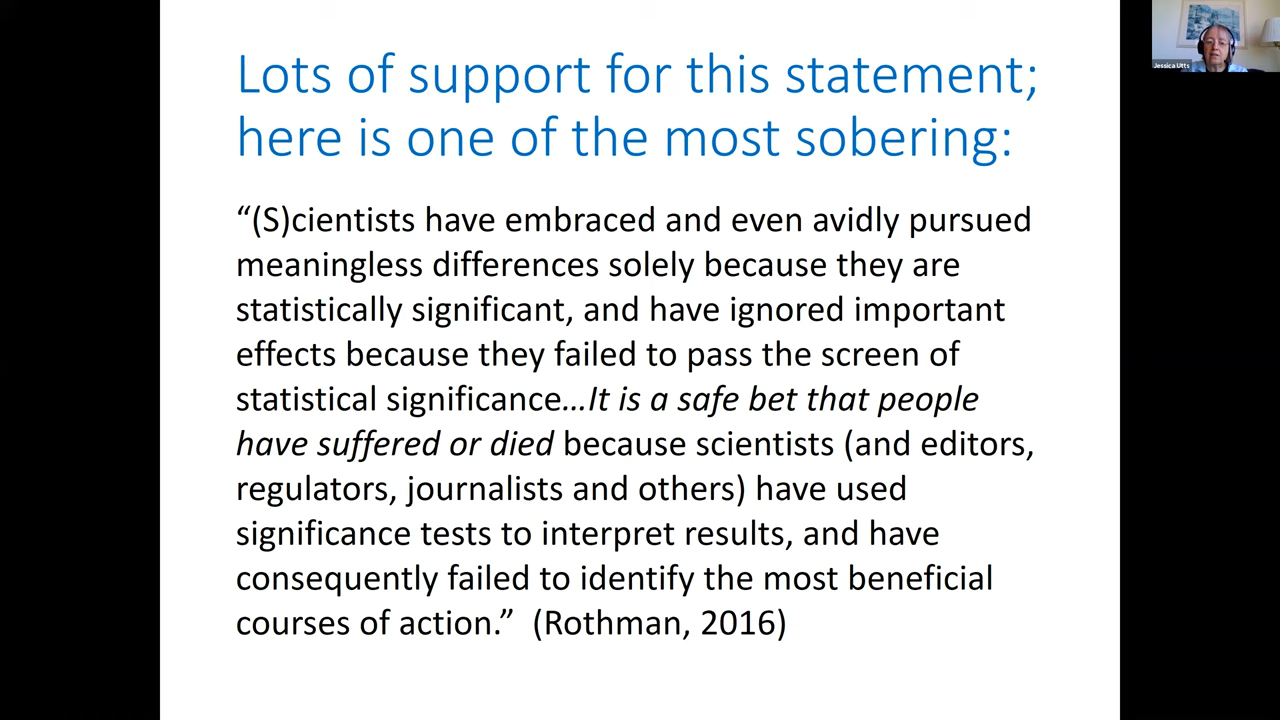 Lots of support for this statement;
here is one of the most sobering:
“(S)cientists have embraced and even avidly pursued
meaningless differences solely because they are
statistically significant, and have ignored important
effects because they failed to pass the screen of
statistical significance…It is a safe bet that people
have suffered or died because scientists (and editors,
regulators, journalists and others) have used
significance tests to interpret results, and have
consequently failed to identify the most beneficial
courses of action.” (Rothman, 2016)
Jessica Utts